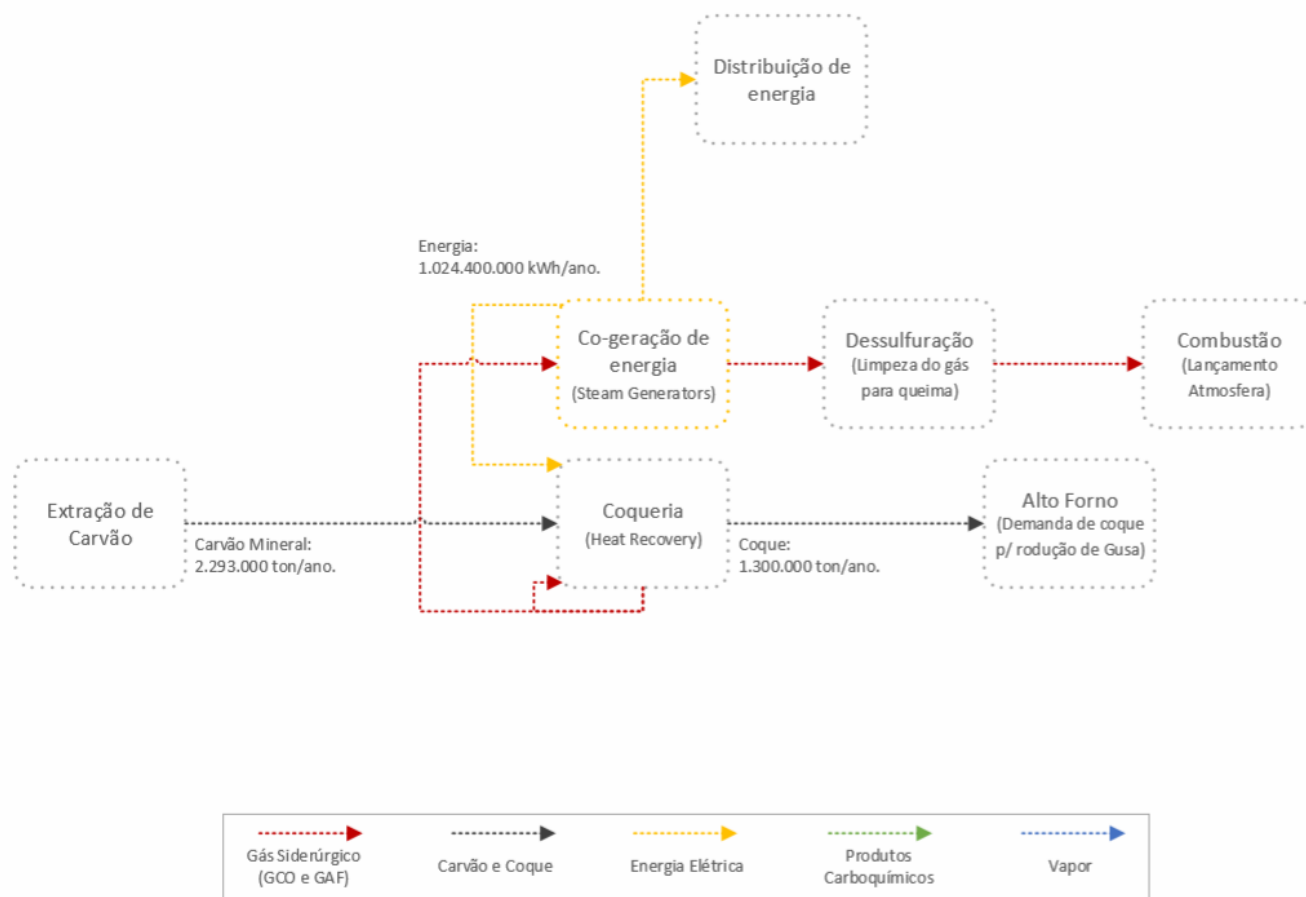 Distribuição de
energia
Energia:
1.024.400.000 kWh/ano.
Co-geração de
energia
(Steam Generators)
Dessulfuração
(Limpeza do gás
para queima)
Combustão
(Lançamento
Atmosfera)
Extração de
Carvão
Carvão Mineral:
2.293.000 ton/ano.
Coqueria
(Heat Recovery)
Coque:
1.300.000 ton/ano.
Alto Forno
(Demanda de coque
p/ rodução de Gusa)
Gás Siderúrgico
(GCO e GAF)
Carvão e Coque
Energia Elétrica
Produtos
Carboquímicos
Vapor